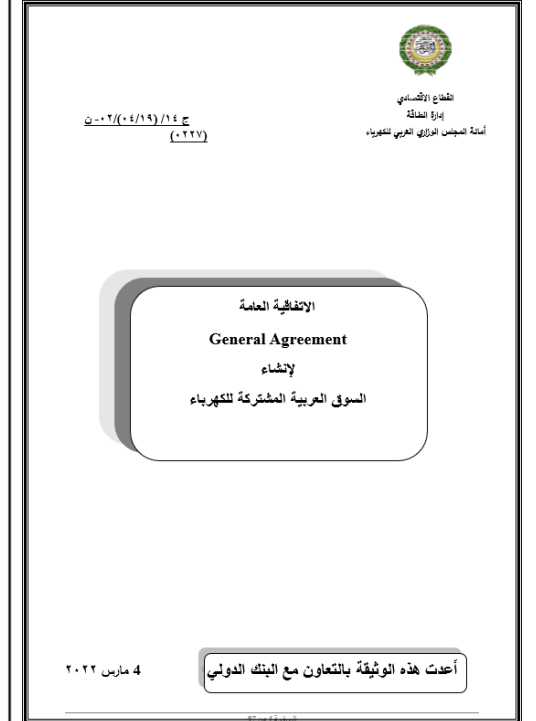 القطاع الاقتصادي
إدارة الطاقة
أمانة المجلس الوزاري العربي للكهرباء
ج ١٤/ (٠٤/١٩)/٠٢- ت
(٠٢٢٧)
الاتفاقية العامة
General Agreement
لإنشاء
السوق العربية المشتركة للكهرباء
أعدت هذه الوثيقة بالتعاون مع البنك الدولي
4 مارس ٢٠٢٢